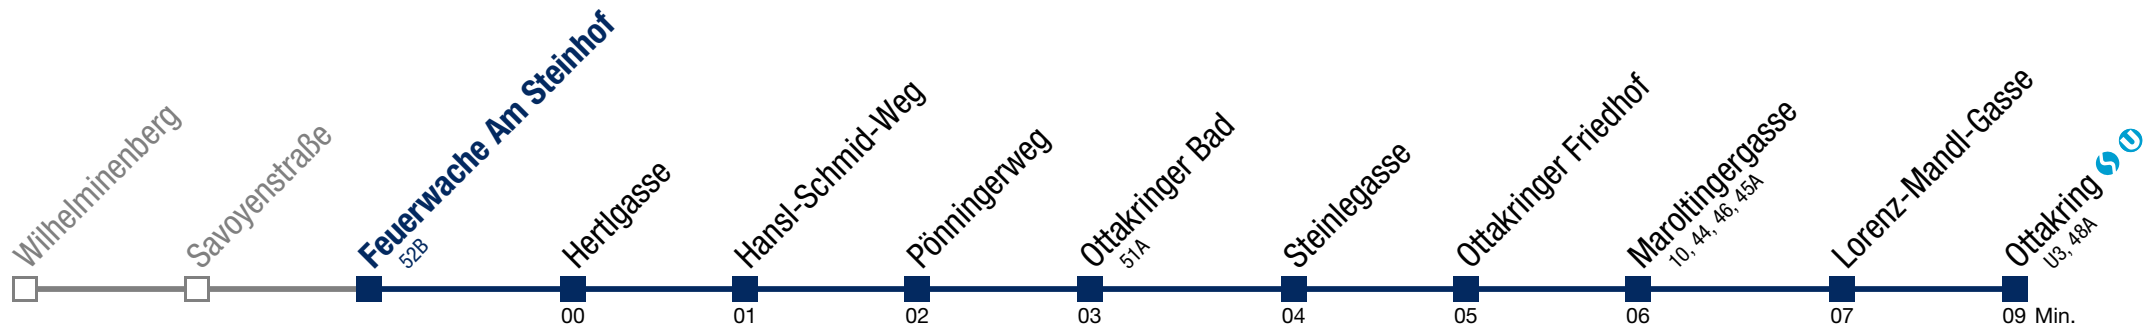 Wilhelminenberg
Savoyenstraße
Feuerwache Am Steinhof
52B
Hertlgasse
Hansl-Schmid-Weg
Pönningerweg
Ottakringer Bad
51A
Steinlegasse
Ottakringer Friedhof
Maroltingergasse
10, 44, 46, 45A
Lorenz-Mandl-Gasse
Ottakring S U
U3, 48A
00 01 02 03 04 05 06 07 09 Min.